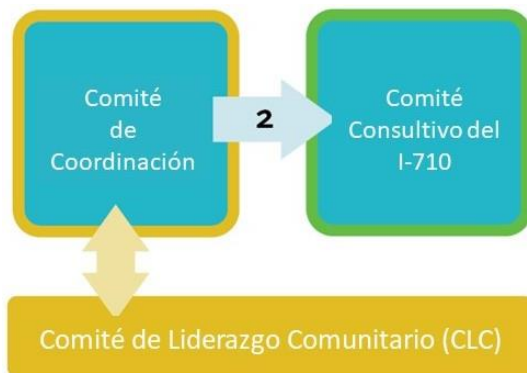 Comité
de
Coordinación
2
Comité
Consultivo del
I-710
Comité de Liderazgo Comunitario (CLC)